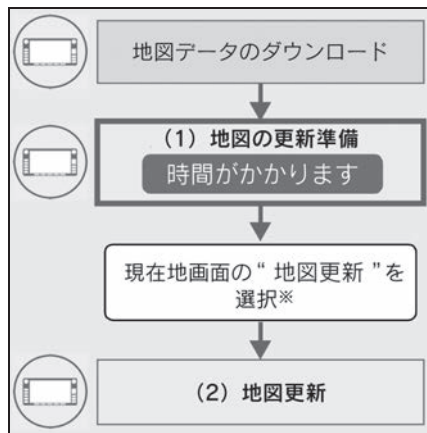 地図データのダウンロード
(1) 地図の更新準備
時間がかかります
現在地画面の“ 地図更新 ”を
選択※
(2) 地図更新